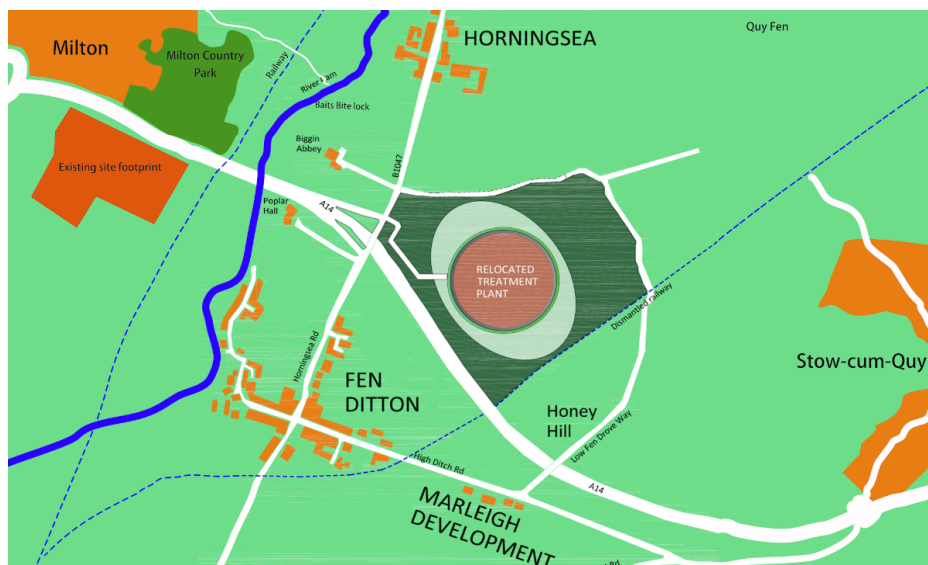 Milton
Milton Country
Park
Railway
River Cam
Baits Bite lock
HORNINGSEA
Quy Fen
Existing site footprint
Biggin
Abbey
B1047
Poplar
Hall
A14
RELOCATED
TREATMENT
PLANT
Dismantled railway
Stow-cum-Quy
Horningsea Rd
FEN
DITTON
Honey
Hill
Low Fen Drove Way
High Ditch Rd
A14
MARLEIGH
DEVELOPMENT
Rd